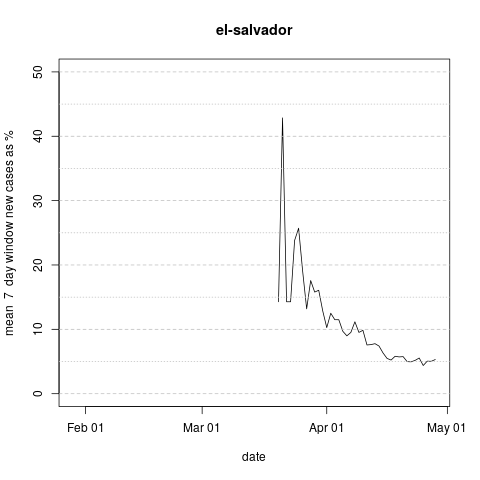 el-salvador
mean 7 day window new cases as %
50
40
30
20
10
0
Feb 01
Mar 01
Apr 01
May 01
date